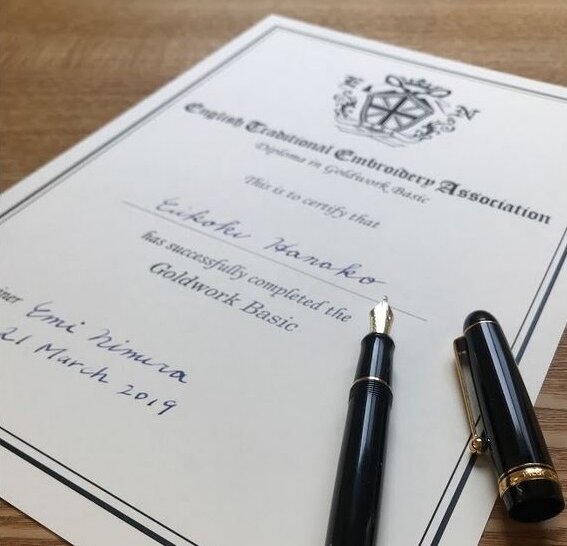 E N
English Traditional Embroidery Association
Diploma in Goldwork Basic
This is to certify that
Eikoku Hanako
has successfully completed the
Goldwork Basic
Emi Nimura
21 March 2019